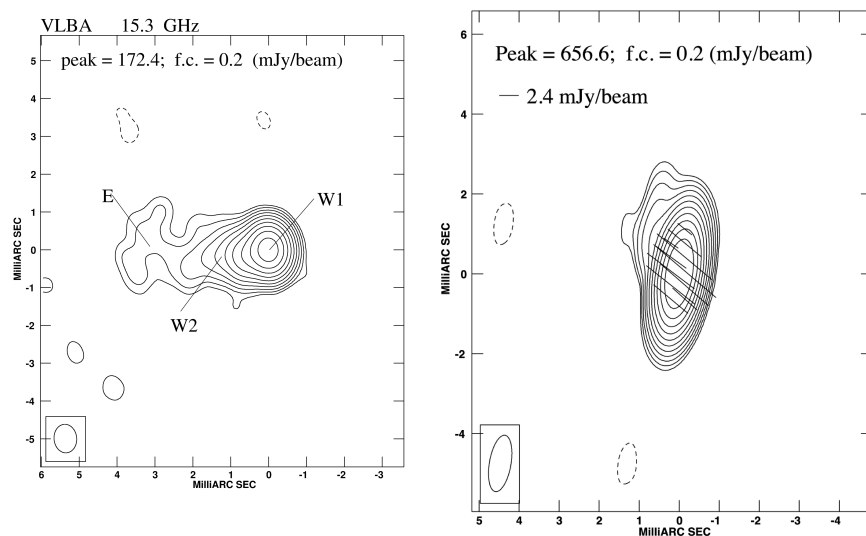 VLBA 15.3 GHz
peak = 172.4; f.c. = 0.2 (mJy/beam)
E
W1
W2
MilliARC SEC
5
4
3
2
1
0
-1
-2
-3
-4
-5
6 5 4 3 2 1 0 -1 -2 -3
MilliARC SEC
Peak = 656.6; f.c. = 0.2 (mJy/beam)
2.4 mJy/beam
MilliARC SEC
6
4
2
0
-2
-4
5 4 3 2 1 0 -1 -2 -3 -4
MilliARC SEC